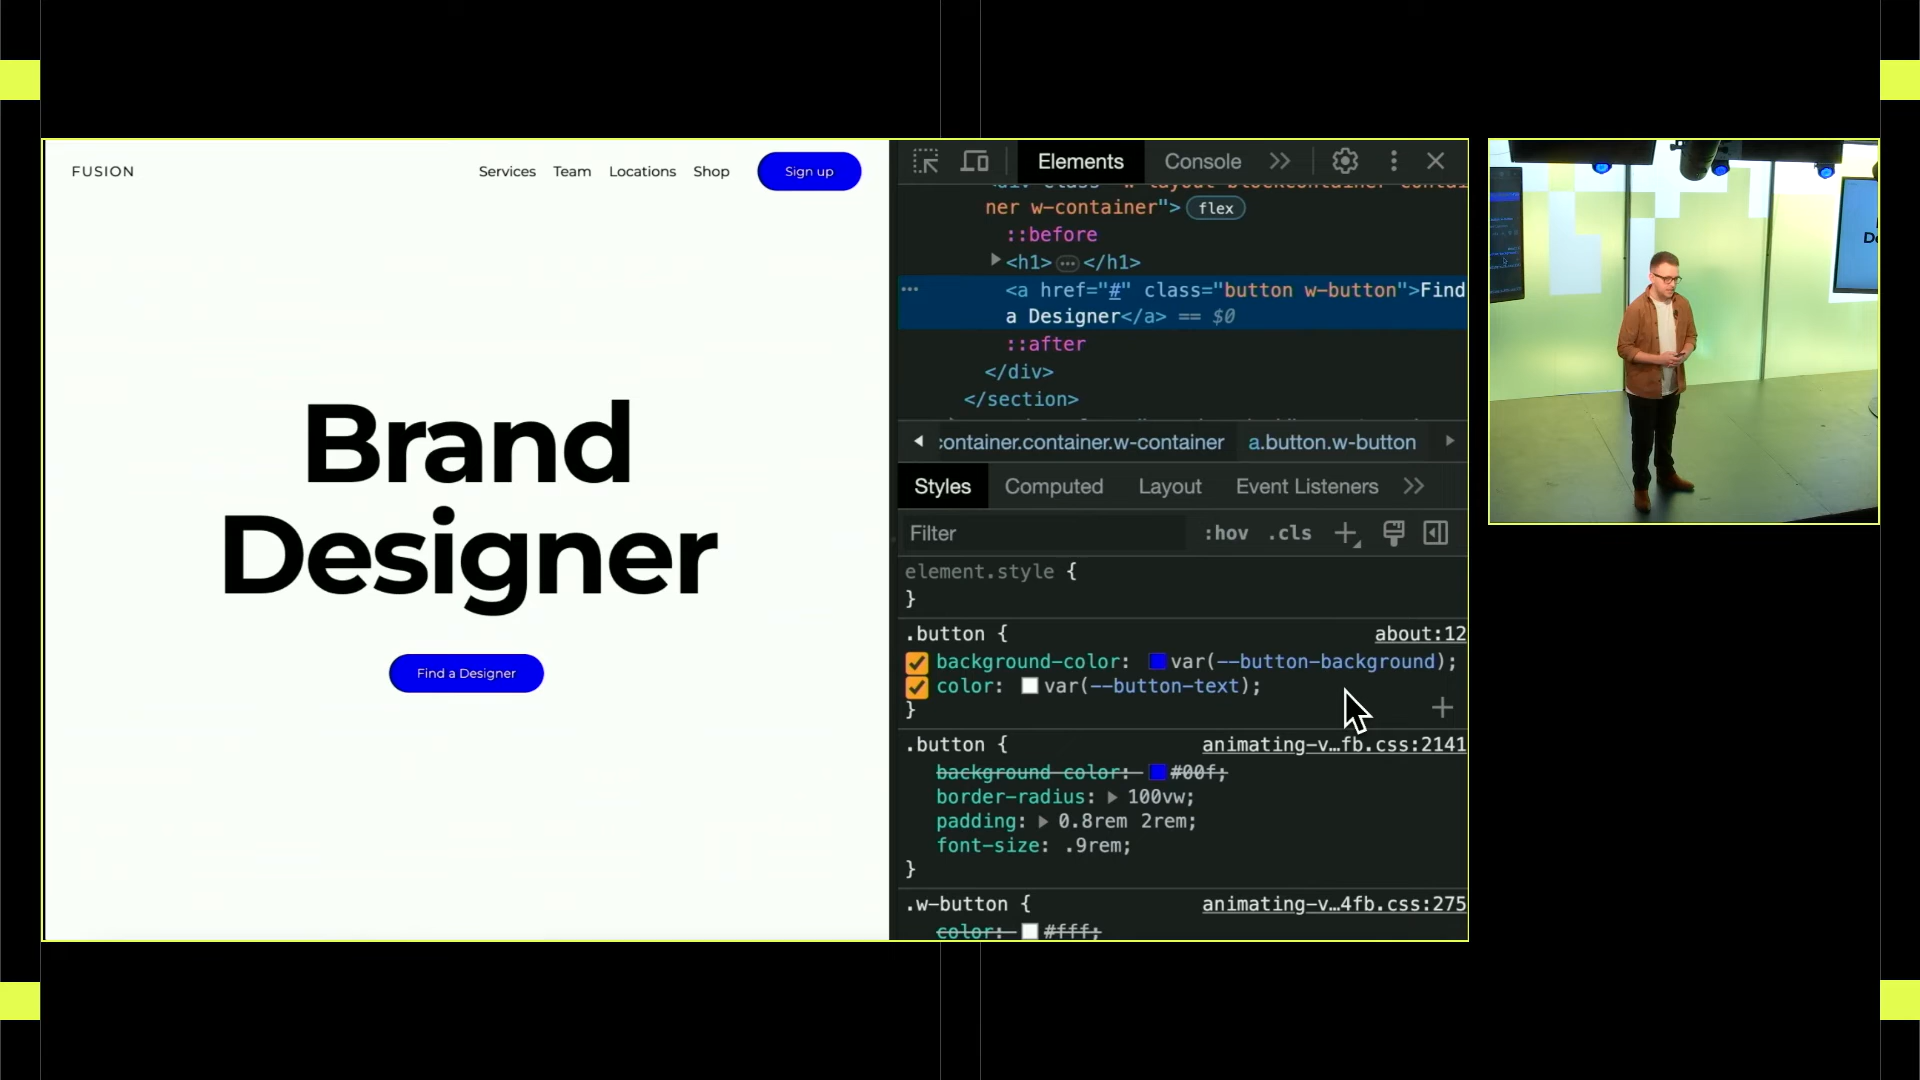 FUSION
Services Team Locations Shop Sign up
Brand
Designer
Find a Designer
Elements Console
ner w-container"> flex
::before
<h1>…</h1>
<a href="#" class="button w-button">Find
a Designer</a> == $0
::after
</div>
</section>
container.container.w-container a.button.w-button
Styles Computed Layout Event Listeners
Filter :hov .cls
element.style {
}
.button { about:12
background-color: var(--button-background);
color: var(--button-text);
}
.button { animating-v…fb.css:2141
background-color: #00f;
border-radius: 100vw;
padding: 0.8rem 2rem;
font-size: .9rem;
}
.w-button { animating-v…4fb.css:275
color: #fff;